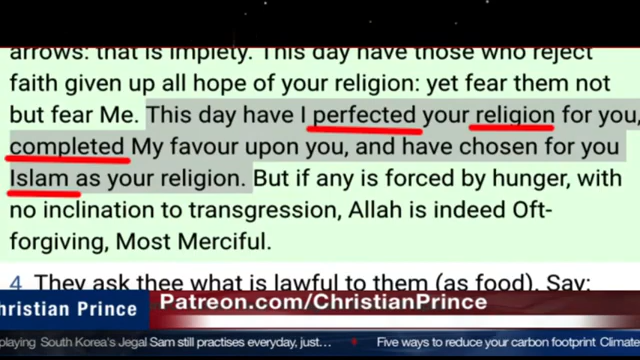 arrows: that is impiety. This day have those who reject
faith given up all hope of your religion: yet fear them not
but fear Me. This day have I perfected your religion for you,
completed My favour upon you, and have chosen for you
Islam as your religion. But if any is forced by hunger, with
no inclination to transgression, Allah is indeed Oft-
forgiving, Most Merciful.
4 They ask thee what is lawful to them (as food). Say:
Christian Prince
Patreon.com/ChristianPrince
playing South Korea's Jegal Sam still practises everyday, just... Five ways to reduce your carbon footprint Climate